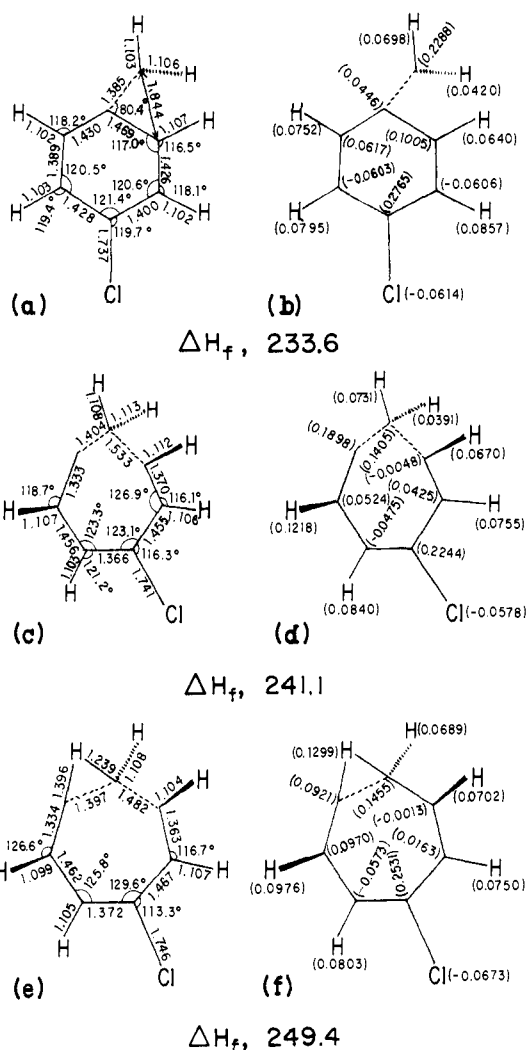 H
1.103
1.106
H
1.385
1.844
80.4°
H
118.2°
1.102
1.430
1.469
117.0°
1.107
H
116.5°
1.389
1.426
120.5°
120.6°
118.1°
1.103
H
119.4°
1.428
121.4°
1.400
1.102
H
119.7°
1.737
Cl
(a)
H
(0.0698)
(0.2288)
H
(0.0420)
(0.0446)
H
(0.0752)
(0.0617)
(0.1005)
H
(0.0640)
(-0.0603)
(-0.0606)
H
(0.0795)
(0.2765)
H
(0.0857)
Cl(-0.0614)
(b)
ΔHf, 233.6
H
1.108
1.113
H
1.404
1.533
1.112
H
1.333
1.370
118.7°
126.9°
116.1°
H
1.107
H
1.106
1.456
123.3°
123.1°
1.455
1.103
H
121.2°
1.366
116.3°
1.741
Cl
(c)
(0.0731)
H
H
(0.0391)
(0.1898)
(0.1405)
H
(0.0670)
(-0.0048)
(0.0524)
(0.0425)
H
(0.1218)
H
(0.0755)
(-0.0475)
(0.2244)
H
(0.0840)
Cl(-0.0578)
(d)
ΔHf, 241.1
H
H
1.239
1.108
1.396
1.104
H
1.397
1.482
1.334
1.363
126.6°
116.7°
H
1.099
H
1.107
1.462
125.8°
129.6°
1.467
1.105
H
1.372
113.3°
1.746
Cl
(e)
H
(0.0689)
(0.1299)
H
H
(0.0921)
(0.1455)
(0.0702)
(-0.0013)
(0.0970)
(0.0163)
H
(0.0976)
H
(0.0750)
(-0.0573)
(0.2531)
H
(0.0803)
Cl(-0.0673)
(f)
ΔHf, 249.4